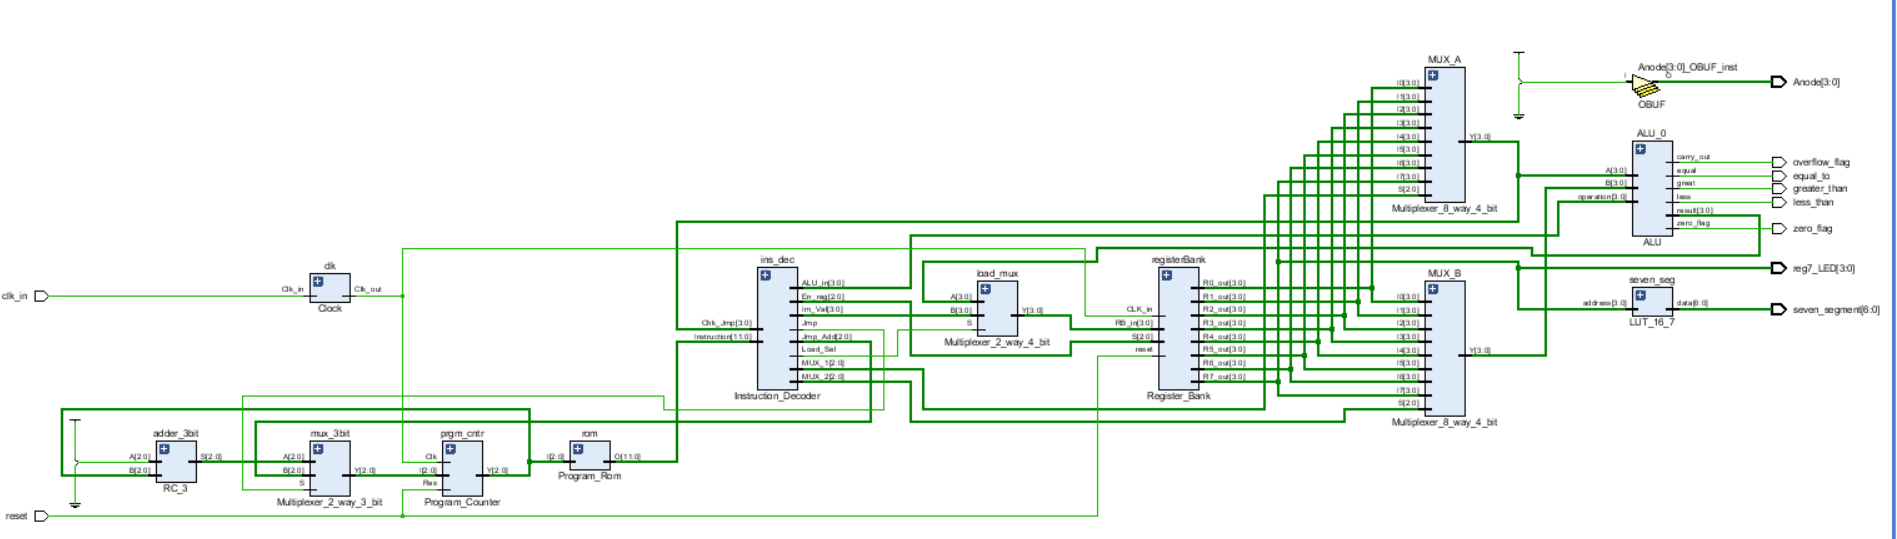 clk_in
clk
Clk_in
Clk_out
Clock
reset
adder_3bit
A[2:0]
B[2:0]
S[2:0]
RC_3
mux_3bit
A[2:0]
B[2:0]
S
Y[2:0]
Multiplexer_2_way_3_bit
prgm_cntr
Clk
I[2:0]
Res
Y[2:0]
Program_Counter
rom
I[2:0]
O[11:0]
Program_Rom
ins_dec
Chk_Jmp[3:0]
Instruction[11:0]
ALU_in[3:0]
En_reg[2:0]
Im_Val[3:0]
Jmp
Jmp_Add[2:0]
Load_Sel
MUX_1[2:0]
MUX_2[2:0]
Instruction_Decoder
load_mux
A[3:0]
B[3:0]
S
Y[3:0]
Multiplexer_2_way_4_bit
registerBank
CLK_in
RB_in[3:0]
S[2:0]
reset
R0_out[3:0]
R1_out[3:0]
R2_out[3:0]
R3_out[3:0]
R4_out[3:0]
R5_out[3:0]
R6_out[3:0]
R7_out[3:0]
Register_Bank
MUX_A
I0[3:0]
I1[3:0]
I2[3:0]
I3[3:0]
I4[3:0]
I5[3:0]
I6[3:0]
I7[3:0]
S[2:0]
Y[3:0]
Multiplexer_8_way_4_bit
MUX_B
I0[3:0]
I1[3:0]
I2[3:0]
I3[3:0]
I4[3:0]
I5[3:0]
I6[3:0]
I7[3:0]
S[2:0]
Y[3:0]
Multiplexer_8_way_4_bit
Anode[3:0]_OBUF_inst
I
O
OBUF
Anode[3:0]
ALU_0
A[3:0]
B[3:0]
operation[3:0]
carry_out
equal
great
less
result[3:0]
zero_flag
ALU
overflow_flag
equal_to
greater_than
less_than
zero_flag
reg7_LED[3:0]
seven_seg
address[3:0]
data[6:0]
LUT_16_7
seven_segment[6:0]